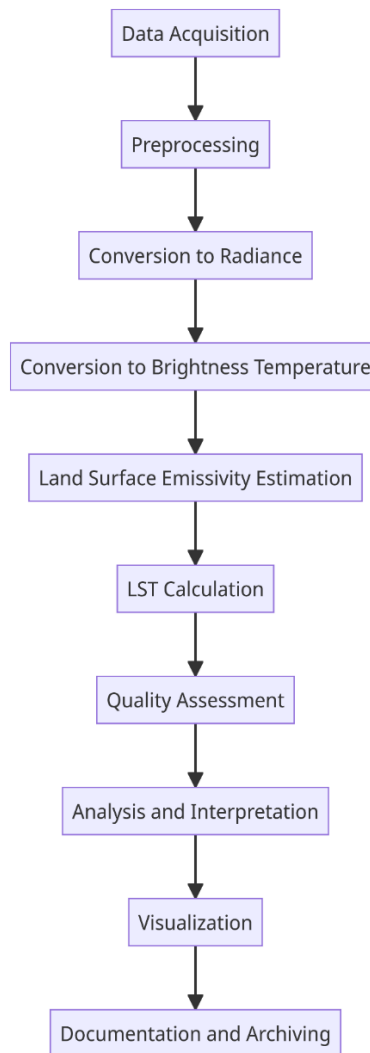 Data Acquisition
Preprocessing
Conversion to Radiance
Conversion to Brightness Temperature
Land Surface Emissivity Estimation
LST Calculation
Quality Assessment
Analysis and Interpretation
Visualization
Documentation and Archiving